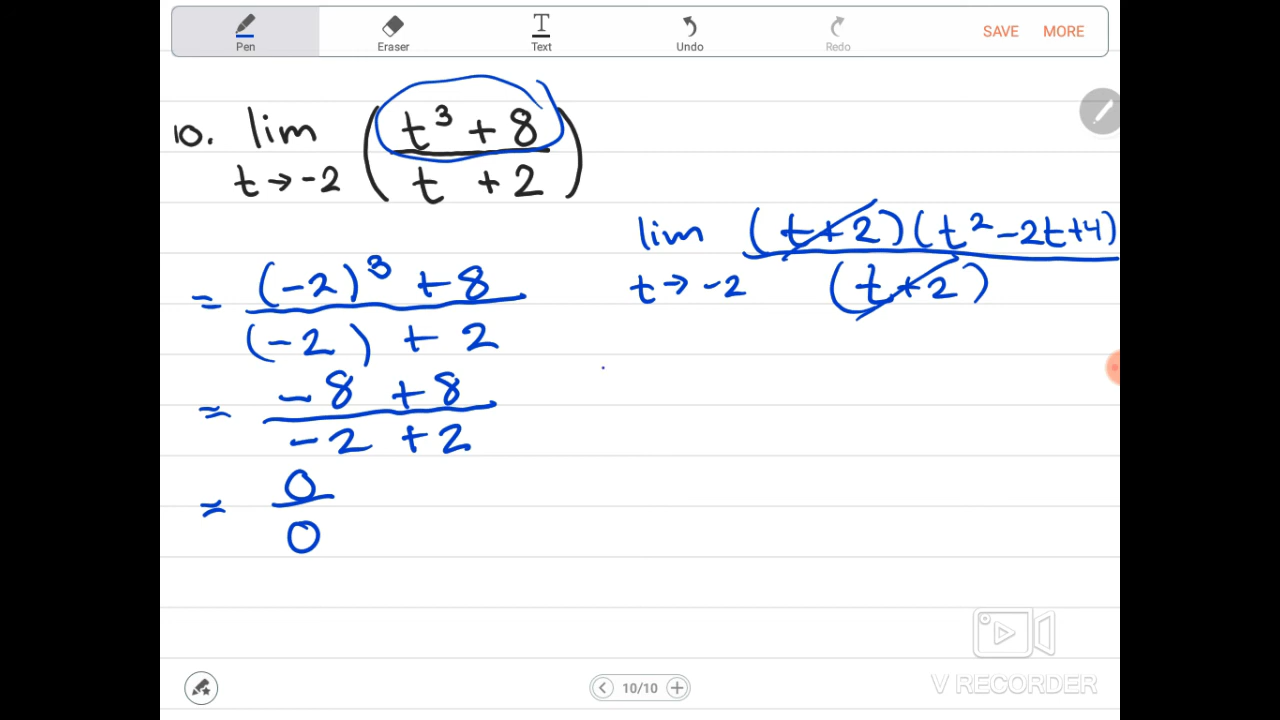 Pen Eraser Text Undo Redo SAVE MORE
10. lim (t³ + 8 / t + 2)
t → -2
= (-2)³ + 8 / (-2) + 2
= -8 + 8 / -2 + 2
= 0 / 0
lim (t+2)(t² -2t+4) / (t+2)
t → -2
10/10
V RECORDER